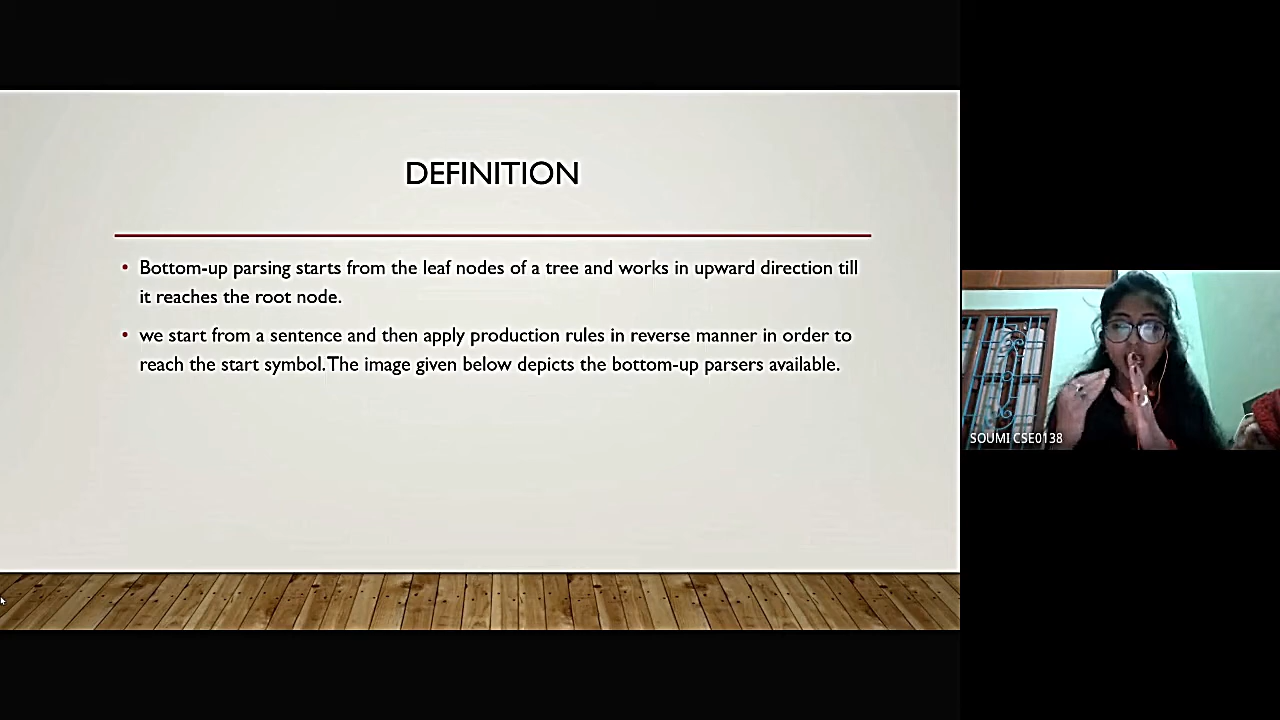 DEFINITION
• Bottom-up parsing starts from the leaf nodes of a tree and works in upward direction till
it reaches the root node.
• we start from a sentence and then apply production rules in reverse manner in order to
reach the start symbol. The image given below depicts the bottom-up parsers available.
SOUMI CSE0138